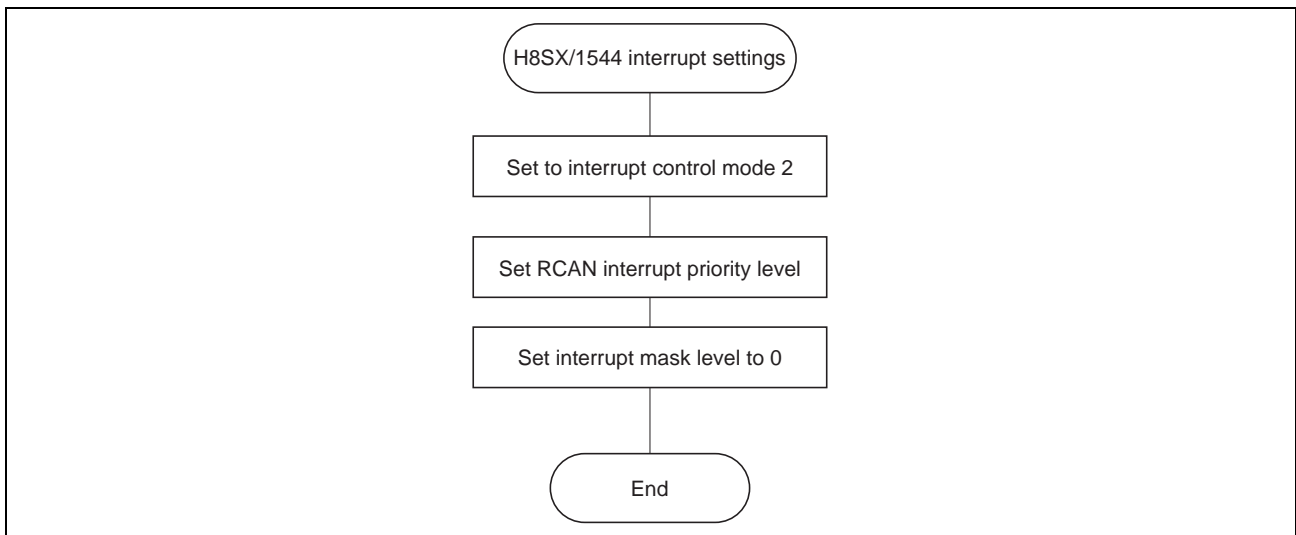 H8SX/1544 interrupt settings
Set to interrupt control mode 2
Set RCAN interrupt priority level
Set interrupt mask level to 0
End